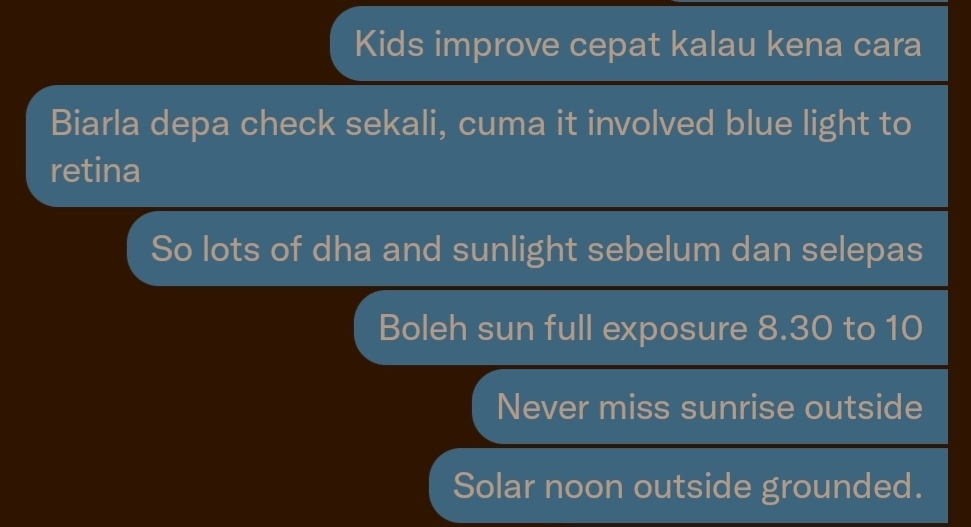 Kids improve cepat kalau kena cara
Biarla depa check sekali, cuma it involved blue light to
retina
So lots of dha and sunlight sebelum dan selepas
Boleh sun full exposure 8.30 to 10
Never miss sunrise outside
Solar noon outside grounded.